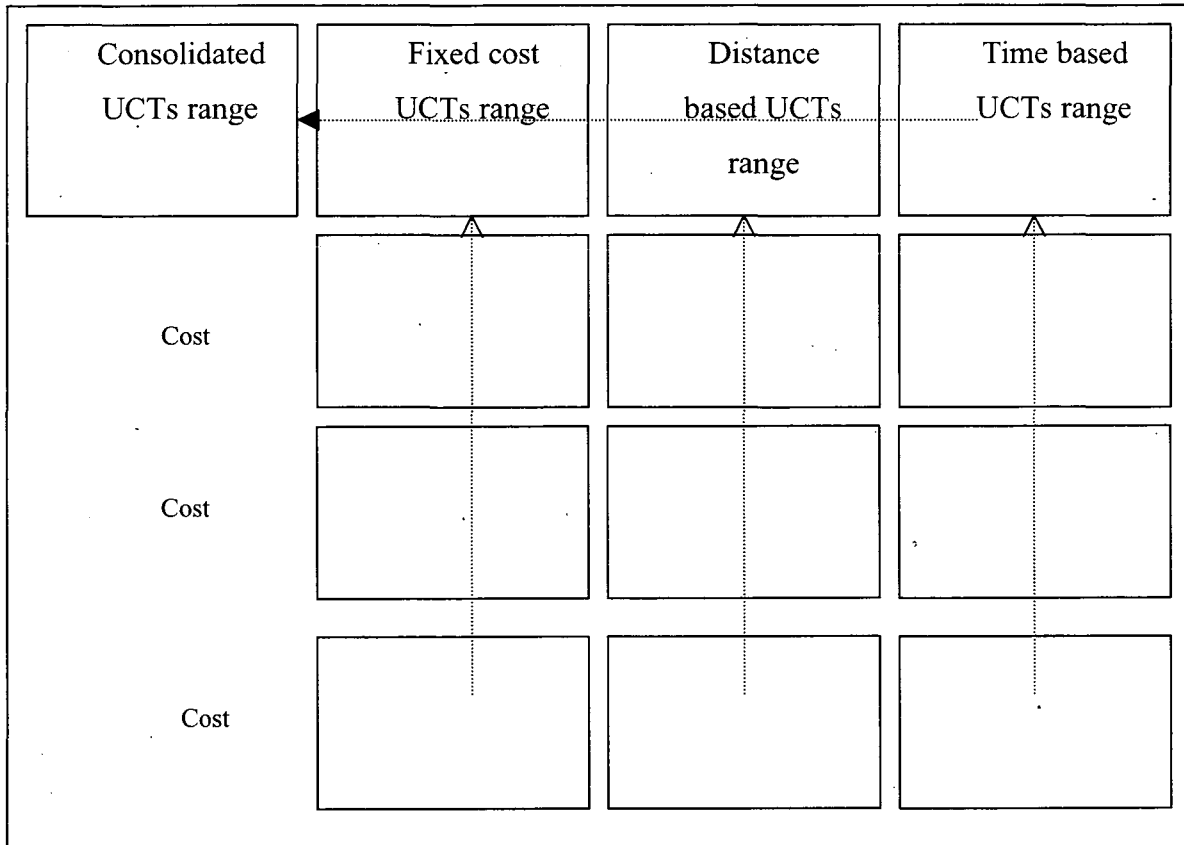 Consolidated
UCTs range
Fixed cost
UCTs range
Distance
based UCTs
range
Time based
UCTs range
Cost
Cost
Cost